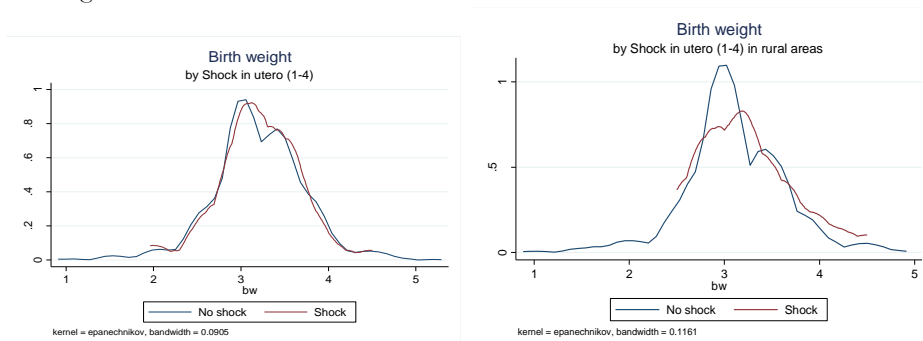 Birth weight
by Shock in utero (1-4)
1
.8
.6
.4
.2
0
1 2 3 4 5
bw
No shock Shock
kernel = epanechnikov, bandwidth = 0.0905
Birth weight
by Shock in utero (1-4) in rural areas
1
.5
0
1 2 3 4 5
bw
No shock Shock
kernel = epanechnikov, bandwidth = 0.1161